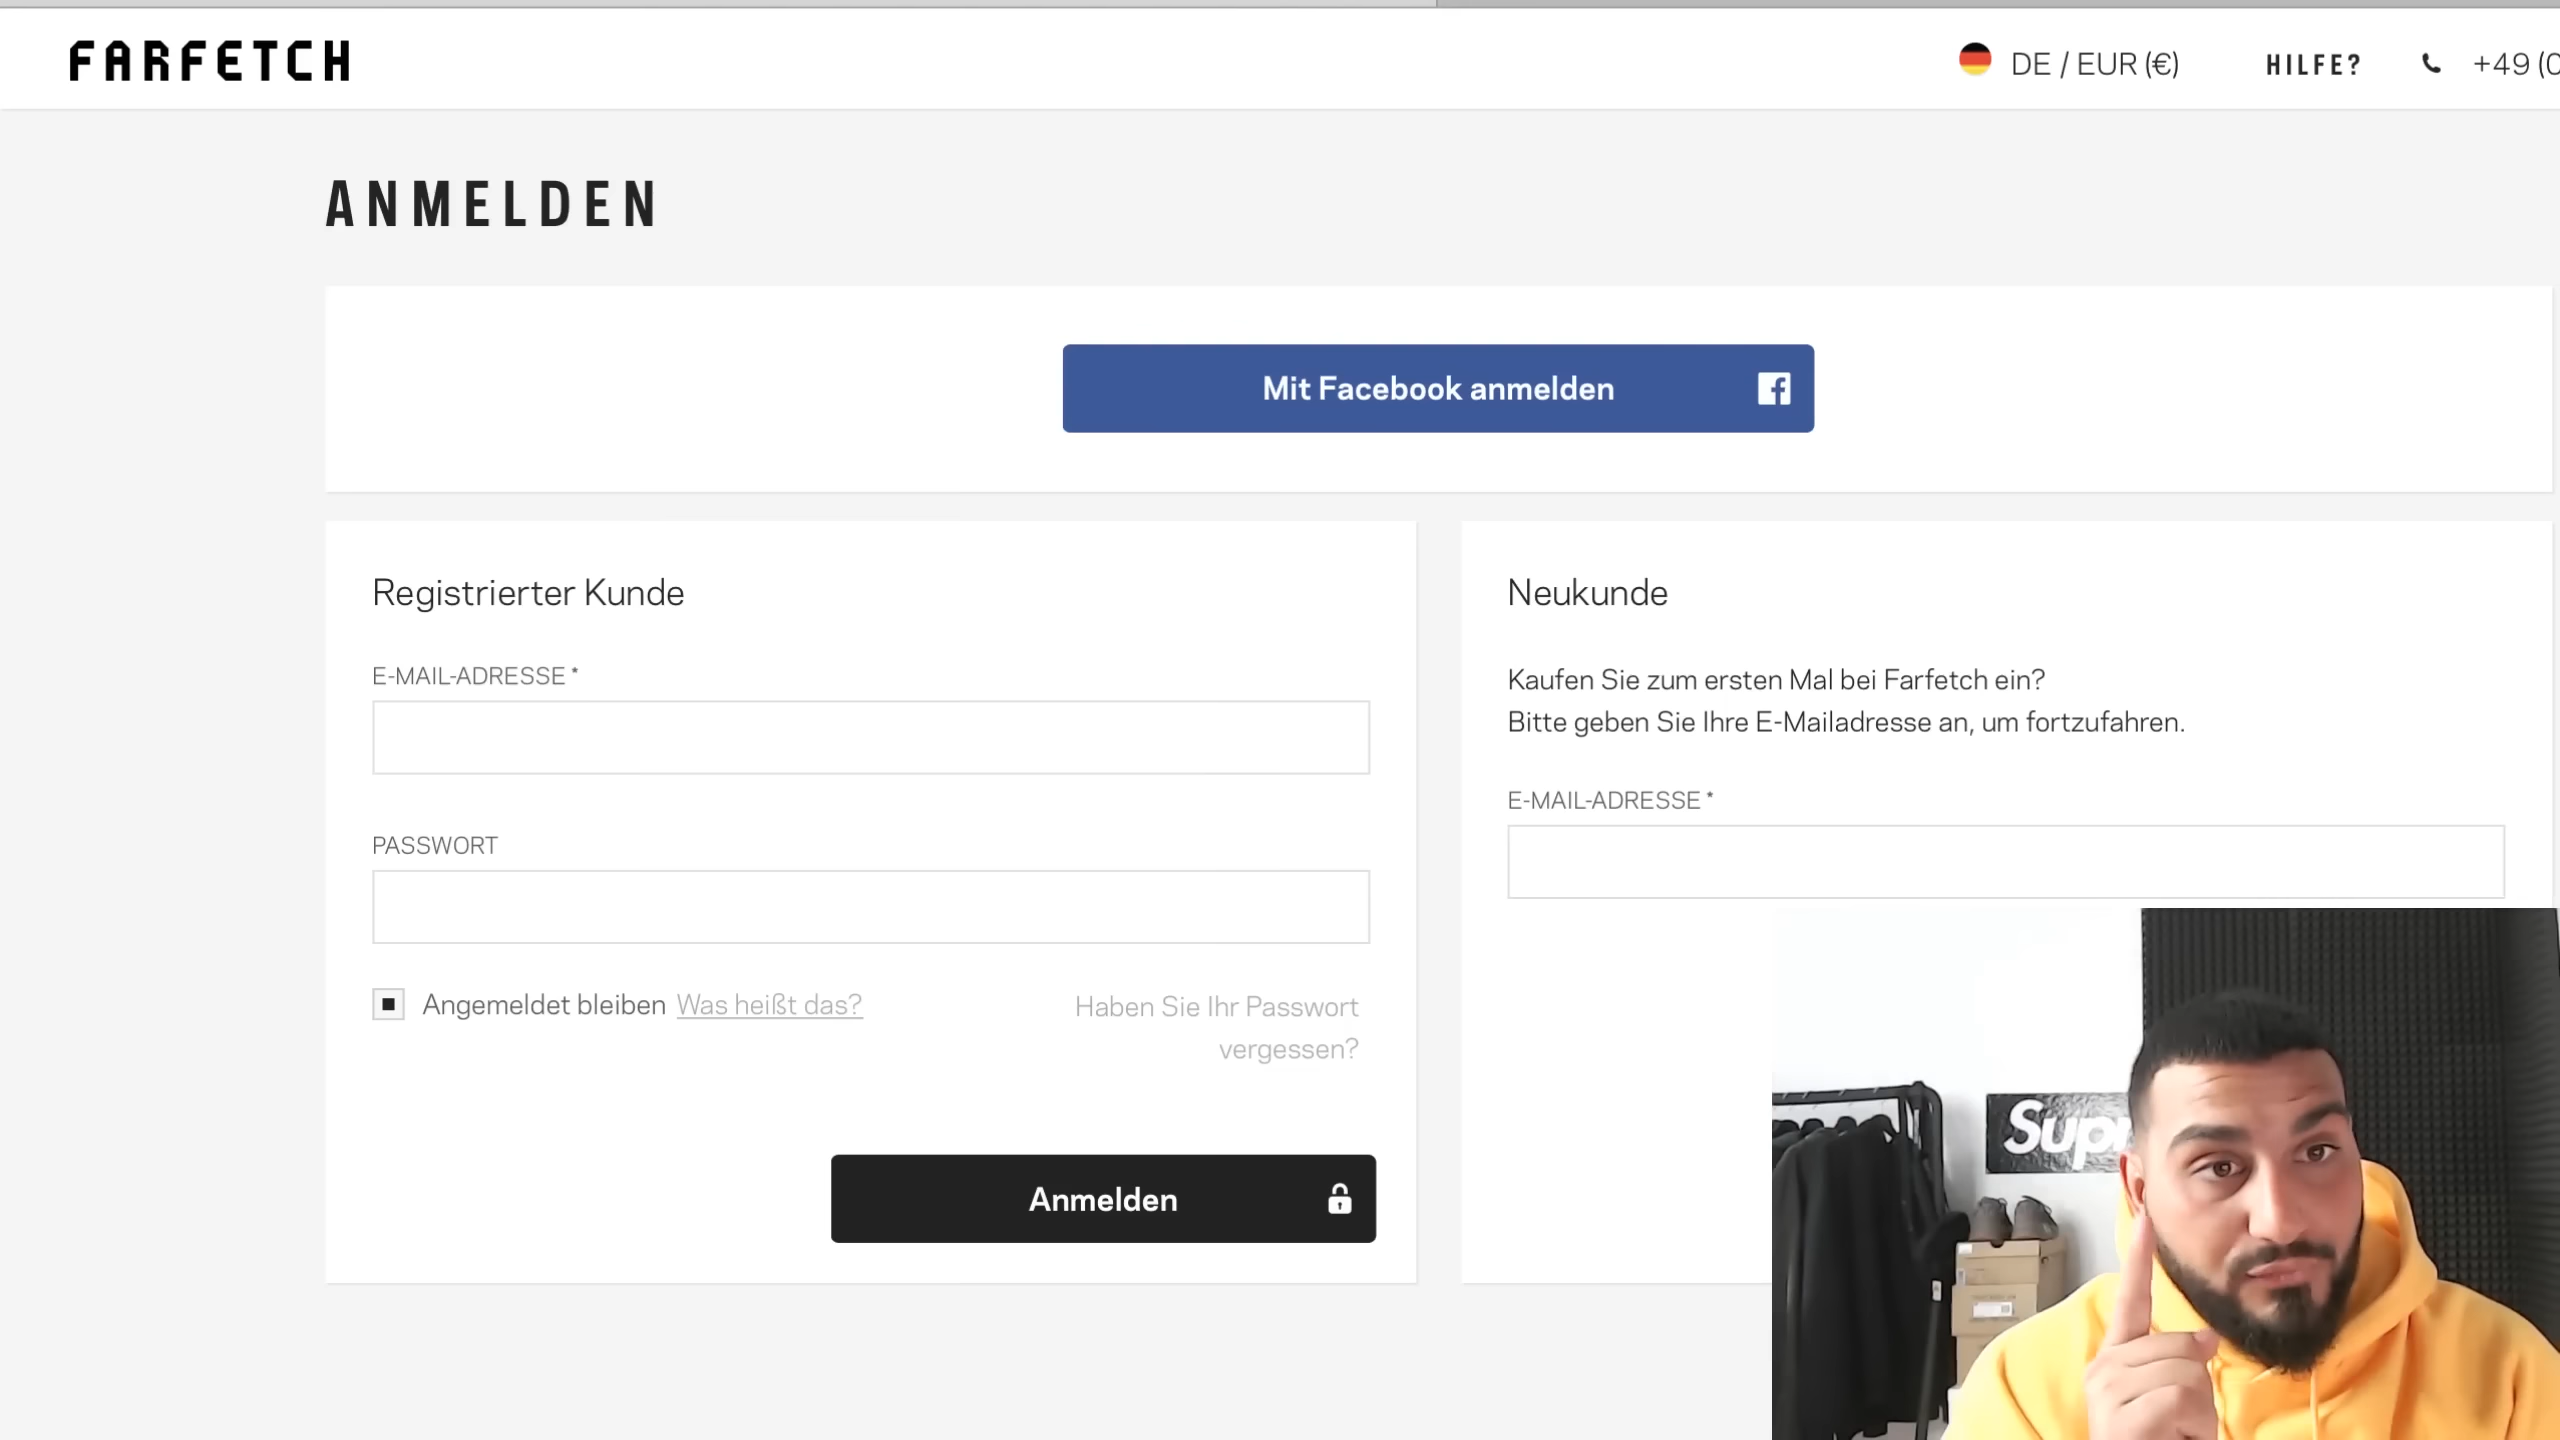 FARFETCH
DE / EUR (€)
HILFE?
+49 (0
ANMELDEN
Mit Facebook anmelden
Registrierter Kunde
E-MAIL-ADRESSE *
PASSWORT
Angemeldet bleiben Was heißt das?
Haben Sie Ihr Passwort
vergessen?
Anmelden
Neukunde
Kaufen Sie zum ersten Mal bei Farfetch ein?
Bitte geben Sie Ihre E-Mailadresse an, um fortzufahren.
E-MAIL-ADRESSE *
Supr